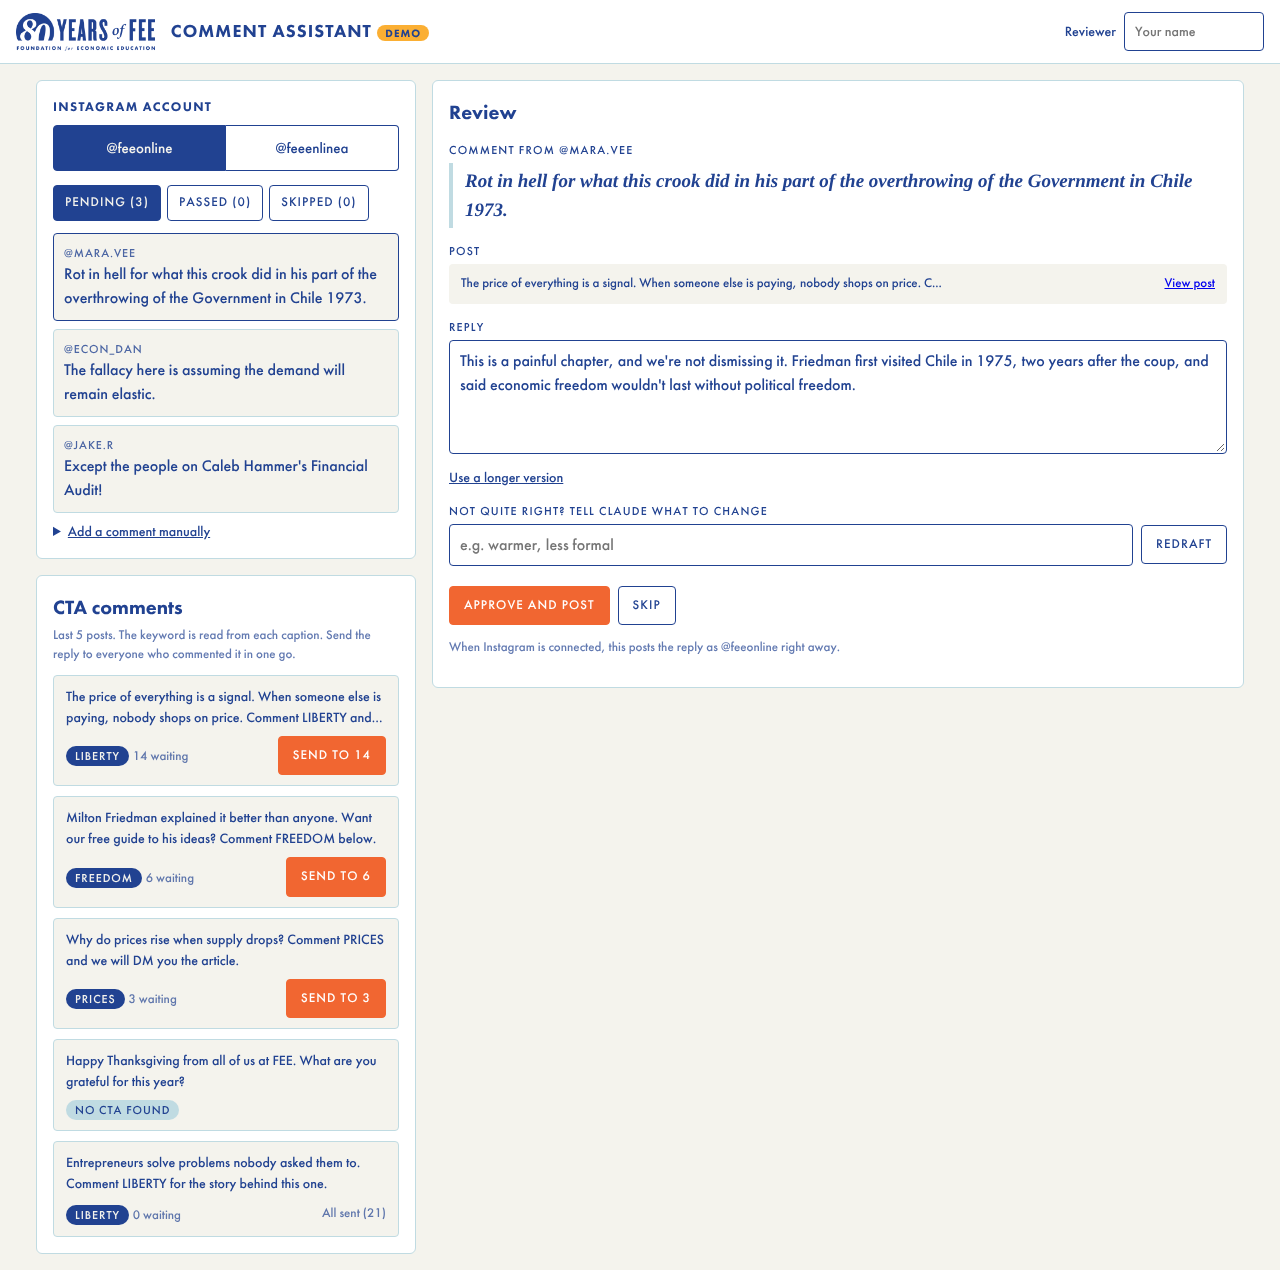 80 YEARS of FEE
FOUNDATION for ECONOMIC EDUCATION
COMMENT ASSISTANT DEMO
Reviewer
Your name
INSTAGRAM ACCOUNT
@feeonline
@feeenlinea
PENDING (3)
PASSED (0)
SKIPPED (0)
@MARA.VEE
Rot in hell for what this crook did in his part of the
overthrowing of the Government in Chile 1973.
@ECON_DAN
The fallacy here is assuming the demand will
remain elastic.
@JAKE.R
Except the people on Caleb Hammer's Financial
Audit!
Add a comment manually
CTA comments
Last 5 posts. The keyword is read from each caption. Send the
reply to everyone who commented it in one go.
The price of everything is a signal. When someone else is
paying, nobody shops on price. Comment LIBERTY and...
LIBERTY 14 waiting
SEND TO 14
Milton Friedman explained it better than anyone. Want
our free guide to his ideas? Comment FREEDOM below.
FREEDOM 6 waiting
SEND TO 6
Why do prices rise when supply drops? Comment PRICES
and we will DM you the article.
PRICES 3 waiting
SEND TO 3
Happy Thanksgiving from all of us at FEE. What are you
grateful for this year?
NO CTA FOUND
Entrepreneurs solve problems nobody asked them to.
Comment LIBERTY for the story behind this one.
LIBERTY 0 waiting
All sent (21)
Review
COMMENT FROM @MARA.VEE
Rot in hell for what this crook did in his part of the overthrowing of the Government in Chile
1973.
POST
The price of everything is a signal. When someone else is paying, nobody shops on price. C...
View post
REPLY
This is a painful chapter, and we're not dismissing it. Friedman first visited Chile in 1975, two years after the coup, and
said economic freedom wouldn't last without political freedom.
Use a longer version
NOT QUITE RIGHT? TELL CLAUDE WHAT TO CHANGE
e.g. warmer, less formal
REDRAFT
APPROVE AND POST
SKIP
When Instagram is connected, this posts the reply as @feeonline right away.